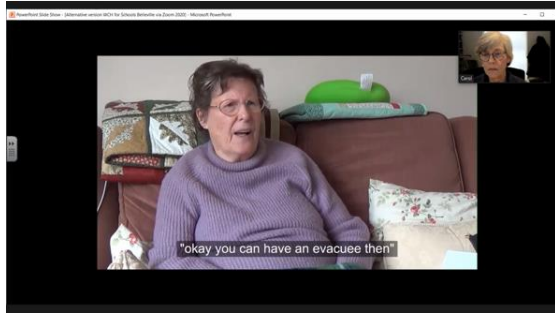 PowerPoint Slide Show - [Alternative version WCH for Schools Belleville via Zoom 2020] - Microsoft PowerPoint
Carol
"okay you can have an evacuee then"